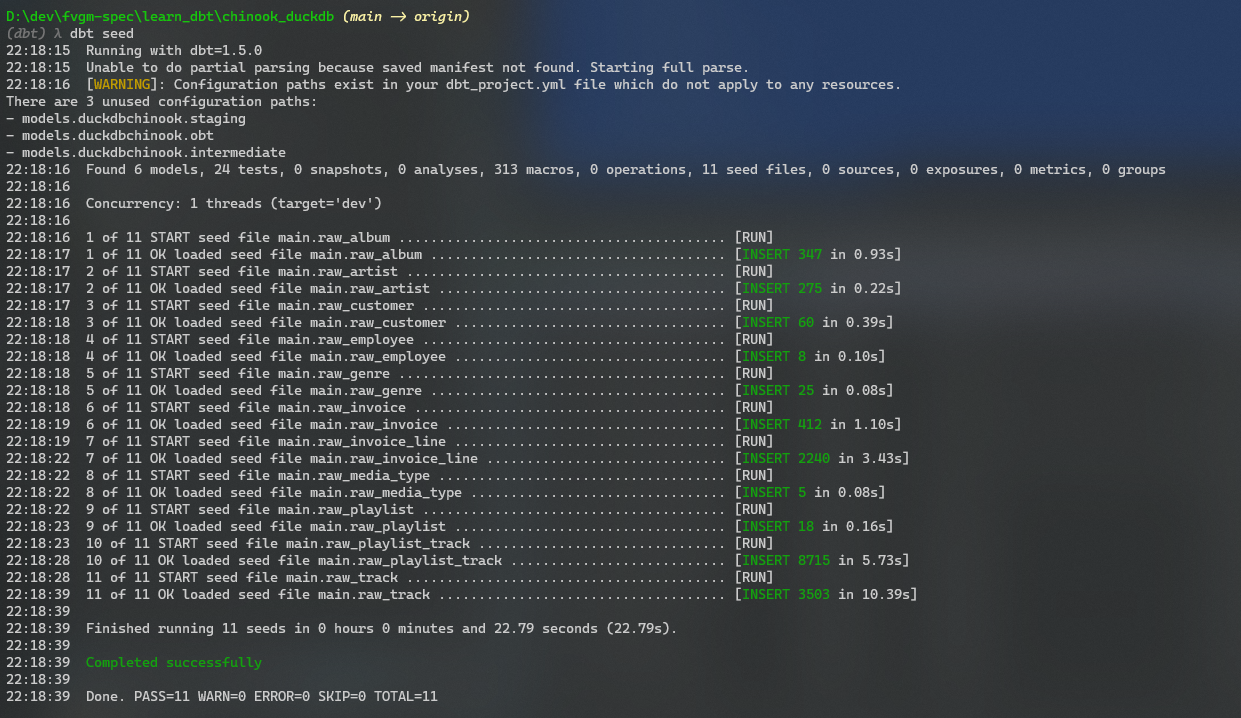 D:\dev\fvgm-spec\learn_dbt\chinook_duckdb (main → origin)
(dbt) λ dbt seed
22:18:15  Running with dbt=1.5.0
22:18:15  Unable to do partial parsing because saved manifest not found. Starting full parse.
22:18:16  [WARNING]: Configuration paths exist in your dbt_project.yml file which do not apply to any resources.
There are 3 unused configuration paths:
- models.duckdbchinook.staging
- models.duckdbchinook.obt
- models.duckdbchinook.intermediate
22:18:16  Found 6 models, 24 tests, 0 snapshots, 0 analyses, 313 macros, 0 operations, 11 seed files, 0 sources, 0 exposures, 0 metrics, 0 groups
22:18:16
22:18:16  Concurrency: 1 threads (target='dev')
22:18:16
22:18:16  1 of 11 START seed file main.raw_album ......................................... [RUN]
22:18:17  1 of 11 OK loaded seed file main.raw_album ..................................... [INSERT 347 in 0.93s]
22:18:17  2 of 11 START seed file main.raw_artist ........................................ [RUN]
22:18:17  2 of 11 OK loaded seed file main.raw_artist .................................... [INSERT 275 in 0.22s]
22:18:17  3 of 11 START seed file main.raw_customer ...................................... [RUN]
22:18:18  3 of 11 OK loaded seed file main.raw_customer .................................. [INSERT 60 in 0.39s]
22:18:18  4 of 11 START seed file main.raw_employee ...................................... [RUN]
22:18:18  4 of 11 OK loaded seed file main.raw_employee .................................. [INSERT 8 in 0.10s]
22:18:18  5 of 11 START seed file main.raw_genre ......................................... [RUN]
22:18:18  5 of 11 OK loaded seed file main.raw_genre ..................................... [INSERT 25 in 0.08s]
22:18:18  6 of 11 START seed file main.raw_invoice ....................................... [RUN]
22:18:19  6 of 11 OK loaded seed file main.raw_invoice ................................... [INSERT 412 in 1.10s]
22:18:19  7 of 11 START seed file main.raw_invoice_line .................................. [RUN]
22:18:22  7 of 11 OK loaded seed file main.raw_invoice_line .............................. [INSERT 2240 in 3.43s]
22:18:22  8 of 11 START seed file main.raw_media_type .................................... [RUN]
22:18:22  8 of 11 OK loaded seed file main.raw_media_type ................................ [INSERT 5 in 0.08s]
22:18:22  9 of 11 START seed file main.raw_playlist ...................................... [RUN]
22:18:23  9 of 11 OK loaded seed file main.raw_playlist .................................. [INSERT 18 in 0.16s]
22:18:23  10 of 11 START seed file main.raw_playlist_track ............................... [RUN]
22:18:28  10 of 11 OK loaded seed file main.raw_playlist_track ........................... [INSERT 8715 in 5.73s]
22:18:28  11 of 11 START seed file main.raw_track ........................................ [RUN]
22:18:39  11 of 11 OK loaded seed file main.raw_track .................................... [INSERT 3503 in 10.39s]
22:18:39
22:18:39  Finished running 11 seeds in 0 hours 0 minutes and 22.79 seconds (22.79s).
22:18:39
22:18:39  Completed successfully
22:18:39
22:18:39  Done. PASS=11 WARN=0 ERROR=0 SKIP=0 TOTAL=11